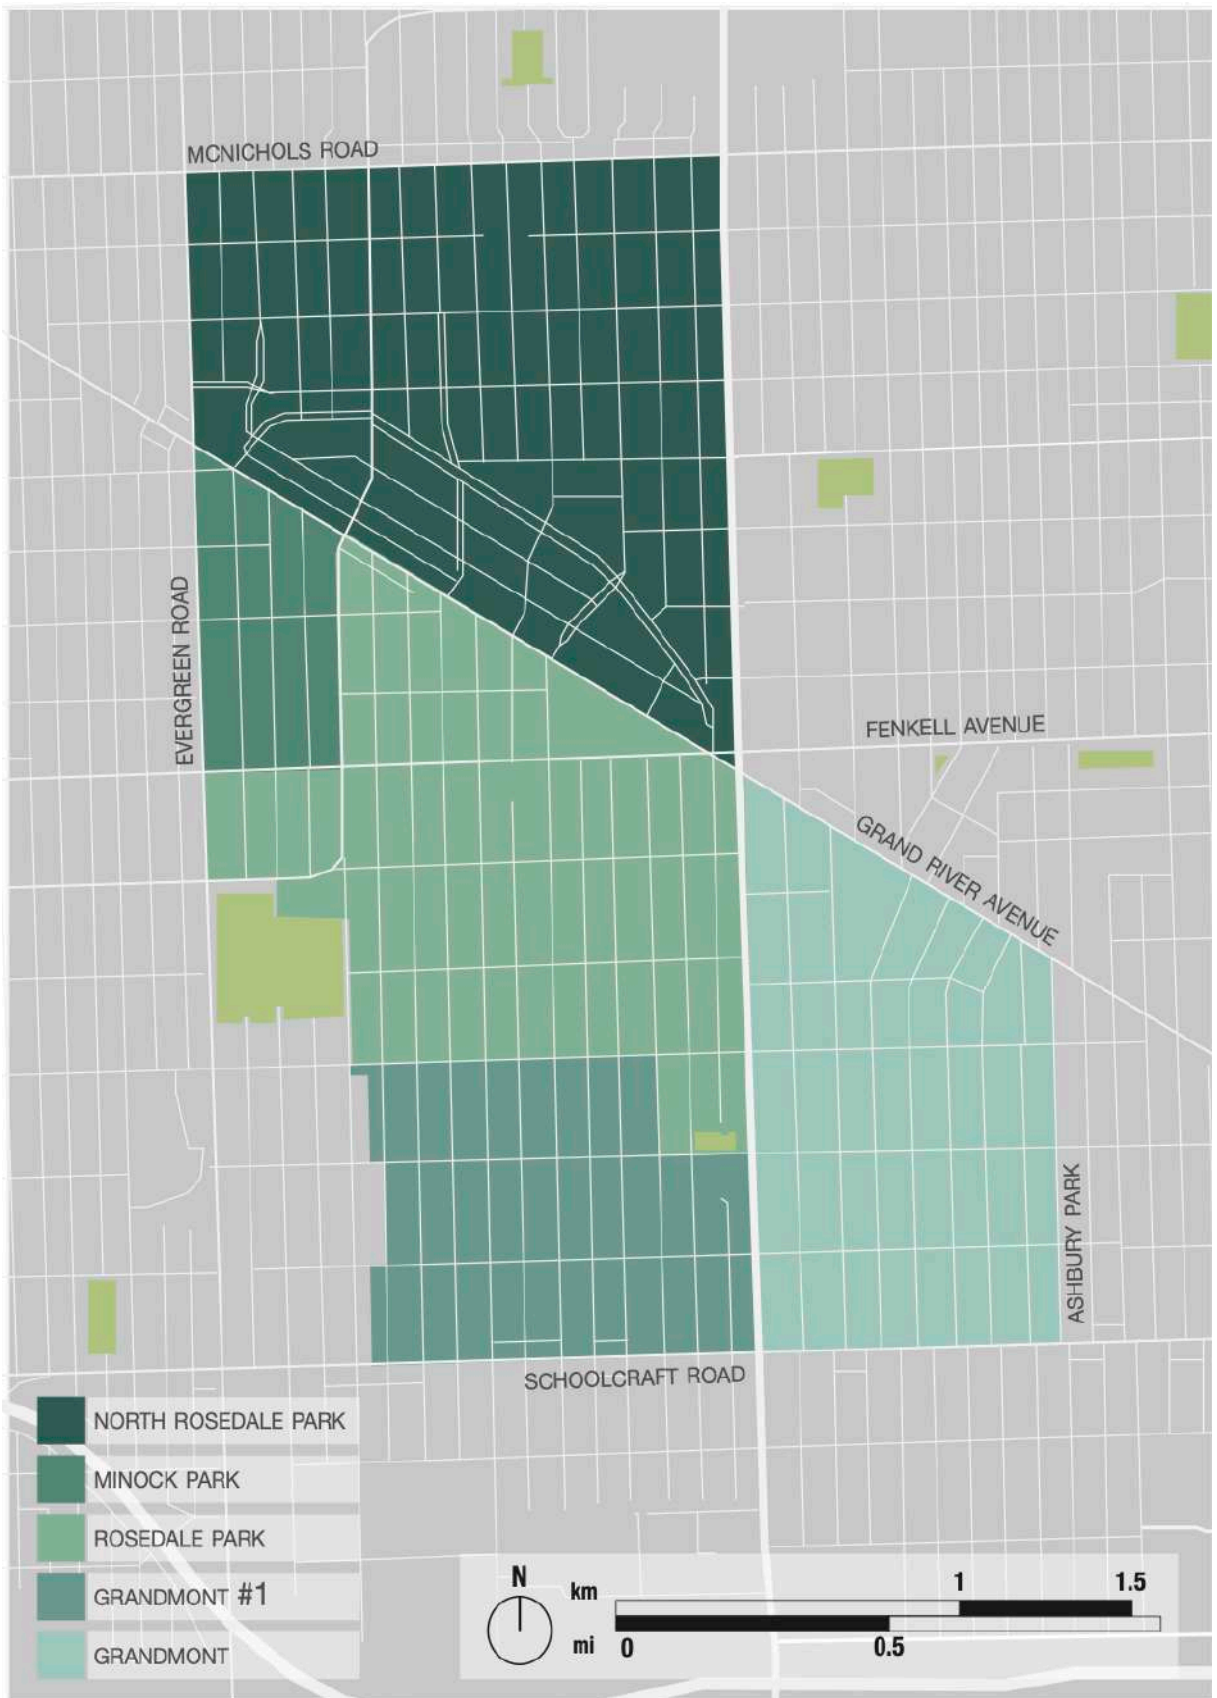 MCNICHOLS ROAD
EVERGREEN ROAD
FENKELL AVENUE
GRAND RIVER AVENUE
ASHBURY PARK
SCHOOLCRAFT ROAD
NORTH ROSEDALE PARK
MINOCK PARK
ROSEDALE PARK
GRANDMONT #1
GRANDMONT
N
km 1 1.5
mi 0 0.5